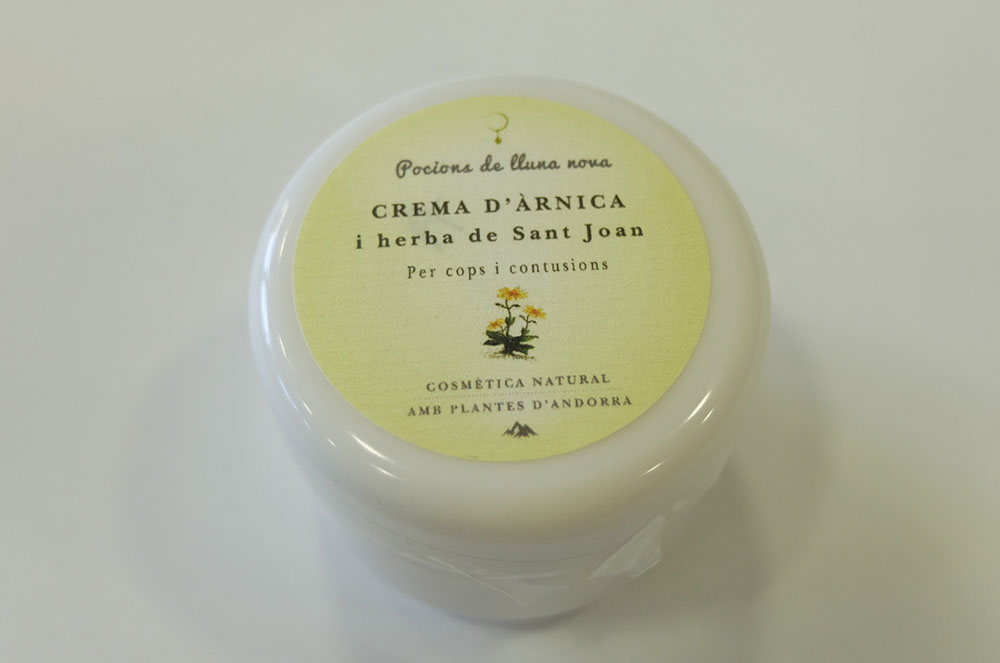 Pocions de lluna nova
CREMA D'ÀRNICA
i herba de Sant Joan
Per cops i contusions
COSMÈTICA NATURAL
AMB PLANTES D'ANDORRA